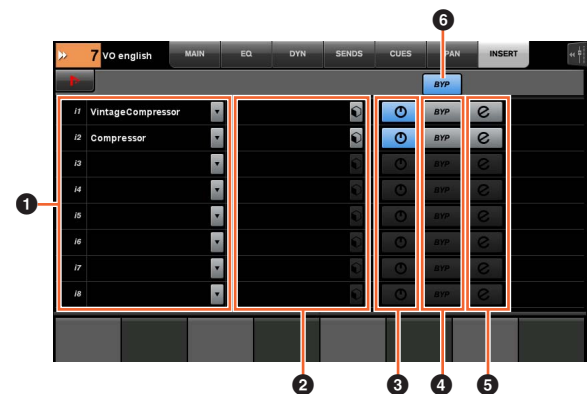 6
7 VO english MAIN EQ DYN SENDS CUES PAN INSERT
BYP
i1 VintageCompressor BYP e
i2 Compressor BYP e
i3 BYP e
i4 BYP e
i5 BYP e
i6 BYP e
i7 BYP e
i8 BYP e
1
2 3 4 5